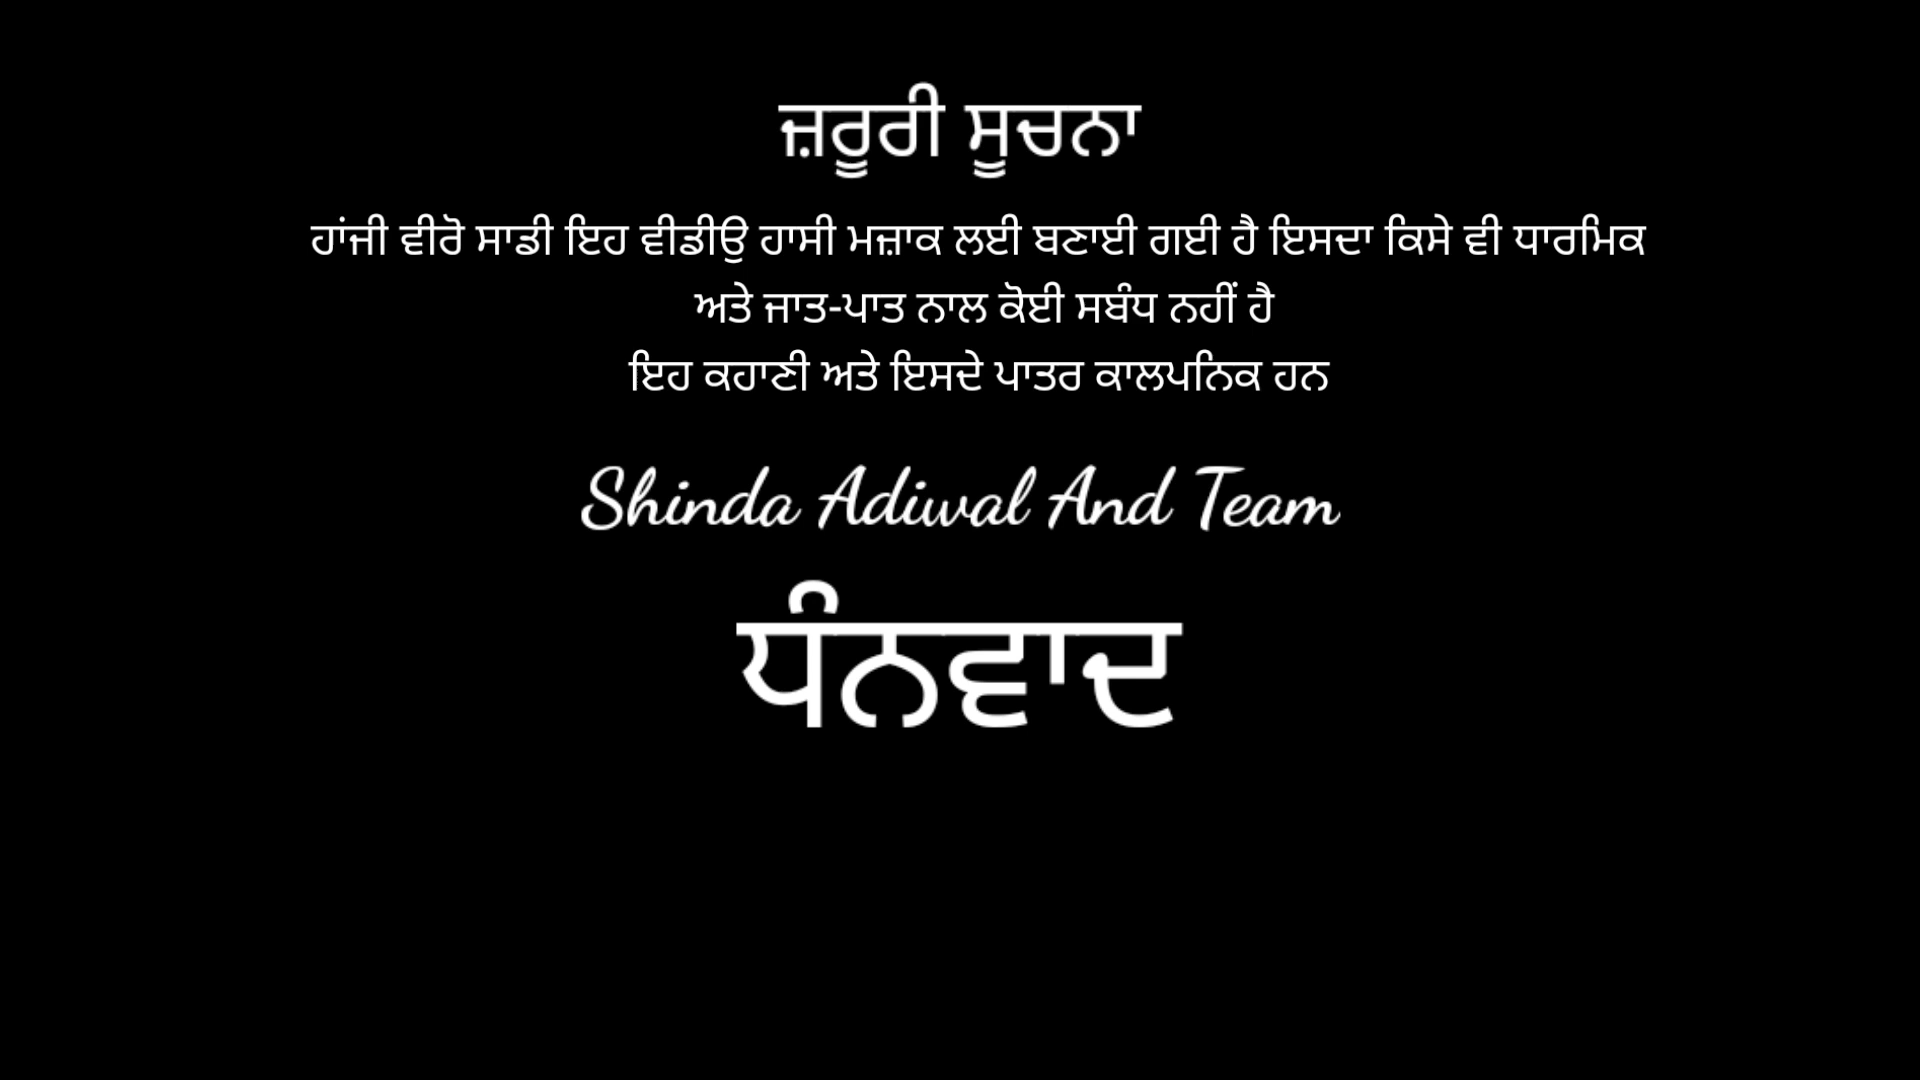 ਜ਼ਰੂਰੀ ਸੂਚਨਾ
ਹਾਂਜੀ ਵੀਰੋ ਸਾਡੀ ਇਹ ਵੀਡੀਉ ਹਾਸੀ ਮਜ਼ਾਕ ਲਈ ਬਣਾਈ ਗਈ ਹੈ ਇਸਦਾ ਕਿਸੇ ਵੀ ਧਾਰਮਿਕ
ਅਤੇ ਜਾਤ-ਪਾਤ ਨਾਲ ਕੋਈ ਸਬੰਧ ਨਹੀਂ ਹੈ
ਇਹ ਕਹਾਣੀ ਅਤੇ ਇਸਦੇ ਪਾਤਰ ਕਾਲਪਨਿਕ ਹਨ
Shinda Adiwal And Team
ਧੰਨਵਾਦ